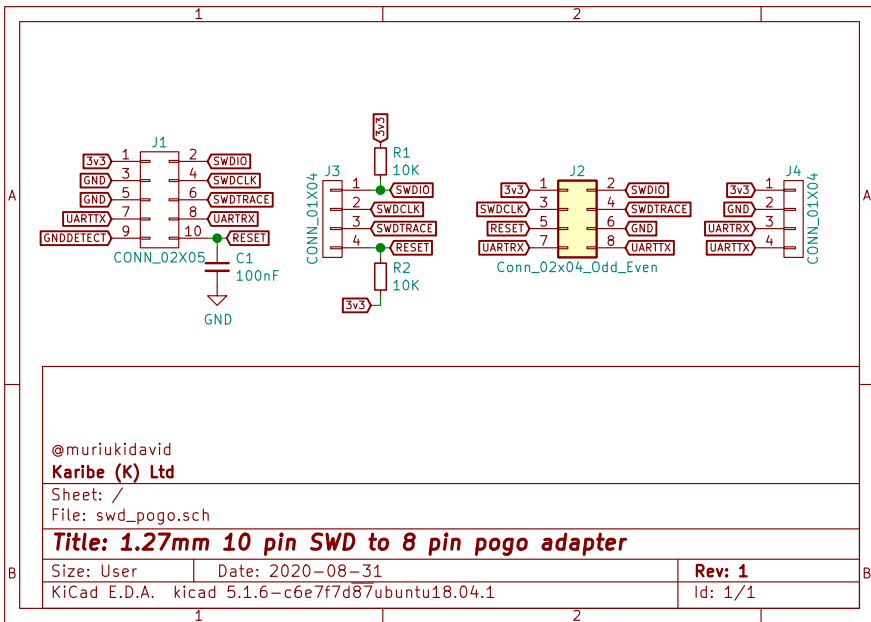 1 2
A A
J1
3v3 1 2 SWDIO
GND 3 4 SWDCLK
GND 5 6 SWDTRACE
UARTTX 7 8 UARTRX
GNDDETECT 9 10 RESET
CONN_02X05
C1
100nF
GND
3v3
R1
10K
J3
1 SWDIO
2 SWDCLK
3 SWDTRACE
4 RESET
CONN_01X04
R2
10K
3v3
J2
3v3 1 2 SWDIO
SWDCLK 3 4 SWDTRACE
RESET 5 6 GND
UARTRX 7 8 UARTTX
Conn_02x04_Odd_Even
J4
3v3 1
GND 2
UARTRX 3
UARTTX 4
CONN_01X04
@muriukidavid
Karibe (K) Ltd
Sheet: /
File: swd_pogo.sch
Title: 1.27mm 10 pin SWD to 8 pin pogo adapter
B B
Size: User Date: 2020-08-31 Rev: 1
KiCad E.D.A. kicad 5.1.6-c6e7f7d87ubuntu18.04.1 Id: 1/1
1 2